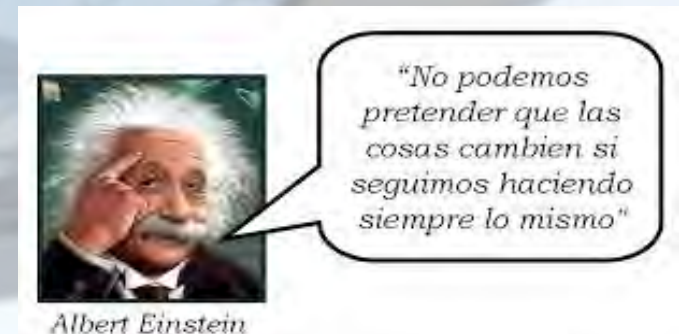 "No podemos
pretender que las
cosas cambien si
seguimos haciendo
siempre lo mismo"
Albert Einstein